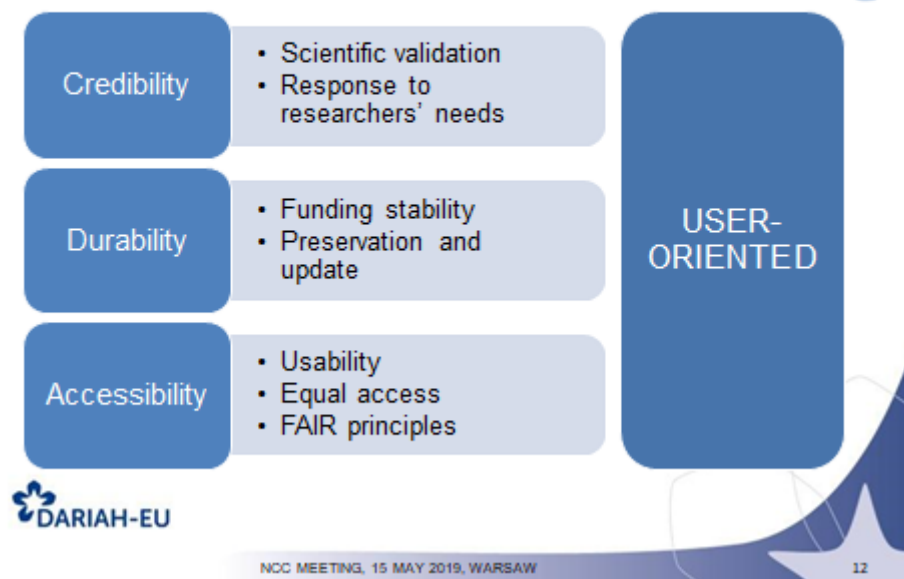 Credibility
• Scientific validation
• Response to
researchers' needs
Durability
• Funding stability
• Preservation and
update
Accessibility
• Usability
• Equal access
• FAIR principles
USER-
ORIENTED
DARIAH-EU
NCC MEETING, 15 MAY 2019, WARSAW
12